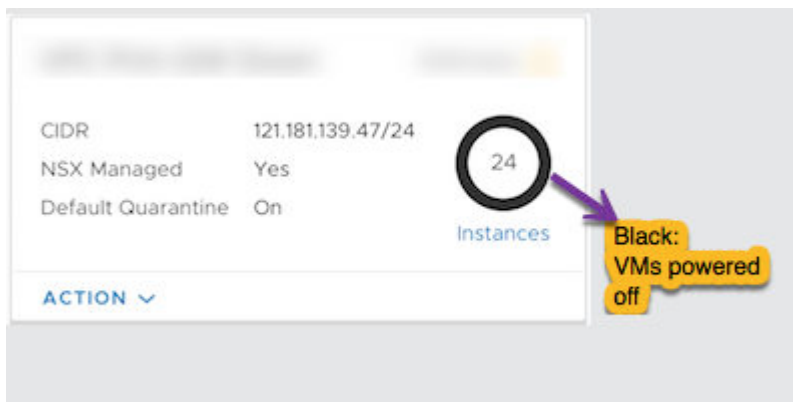 CIDR 121.181.139.47/24
NSX Managed Yes
Default Quarantine On
24
Instances
ACTION
Black:
VMs powered
off